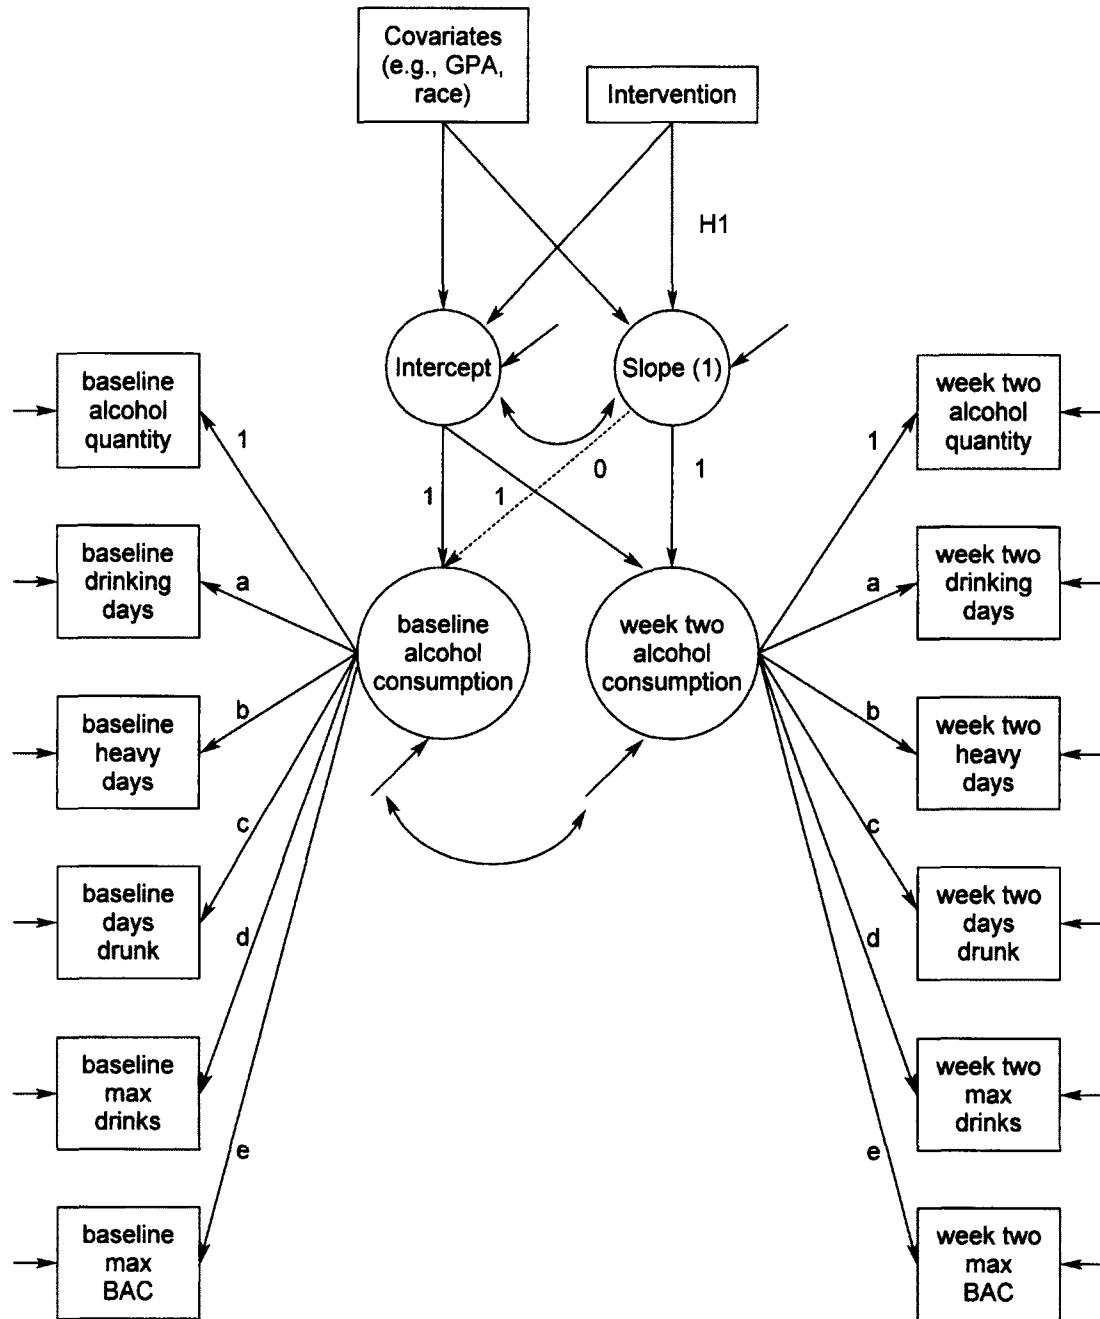 Covariates
(e.g., GPA,
race)
Intervention
H1
Intercept
Slope (1)
baseline
alcohol
quantity
1
week two
alcohol
quantity
1
0
1
1
1
baseline
drinking
days
a
week two
drinking
days
a
baseline
alcohol
consumption
week two
alcohol
consumption
baseline
heavy
days
b
week two
heavy
days
b
baseline
days
drunk
c
week two
days
drunk
c
baseline
max
drinks
d
week two
max
drinks
d
baseline
max
BAC
e
week two
max
BAC
e